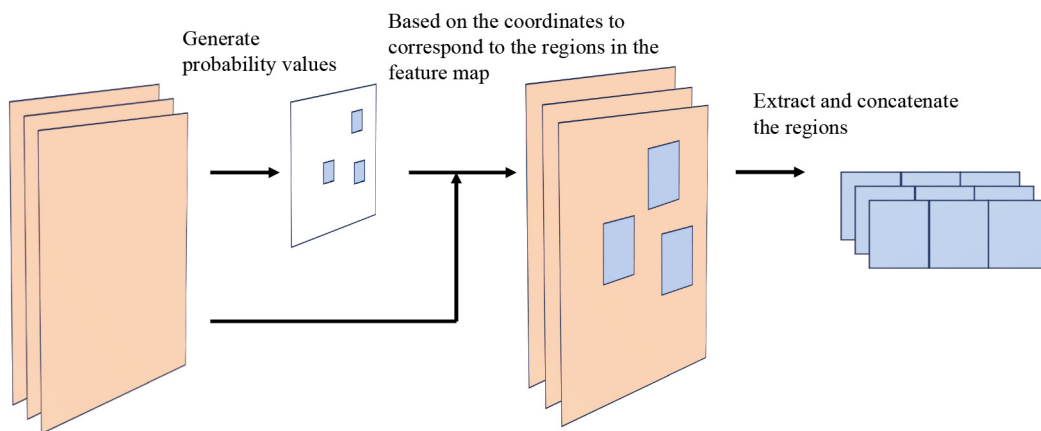 Generate
probability values
Based on the coordinates to
correspond to the regions in the
feature map
Extract and concatenate
the regions